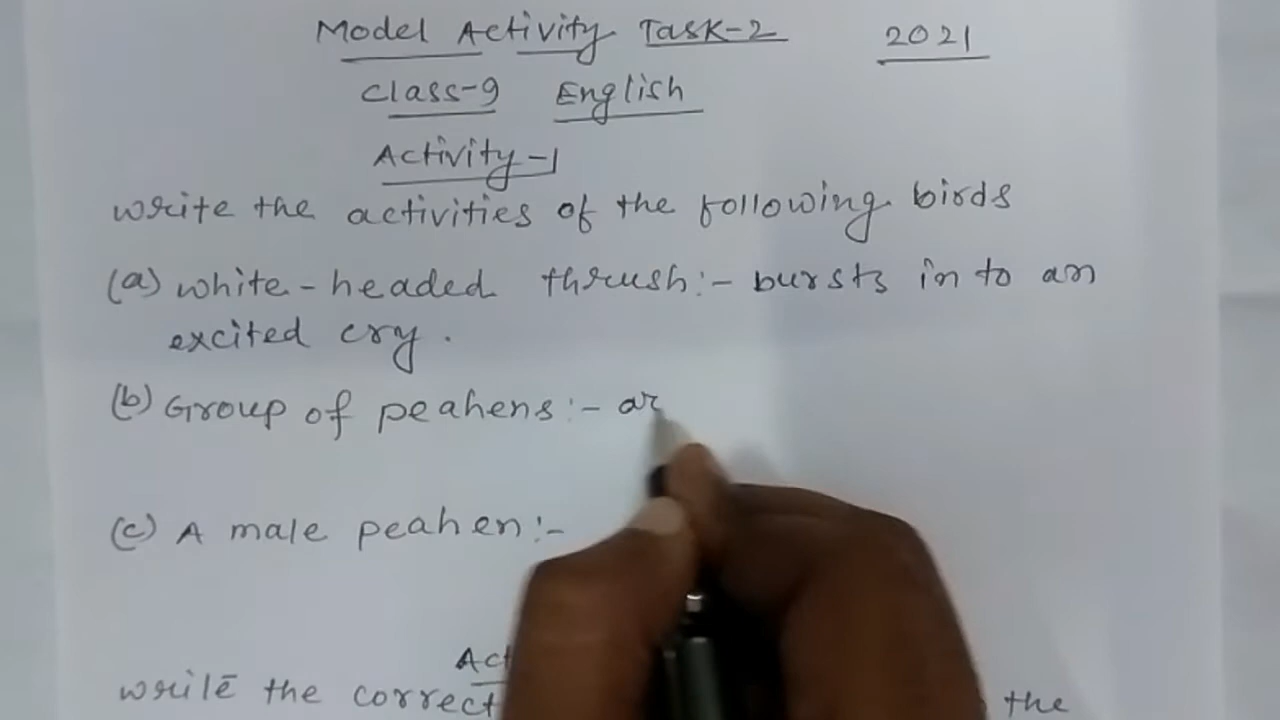 Model Activity Task-2 2021
Class-9 English
Activity-1
write the activities of the following birds
(a) white-headed thrush:- bursts in to an
excited cry.
(b) Group of peahens:- ar
(c) A male peahen:-
Act
write the correct the